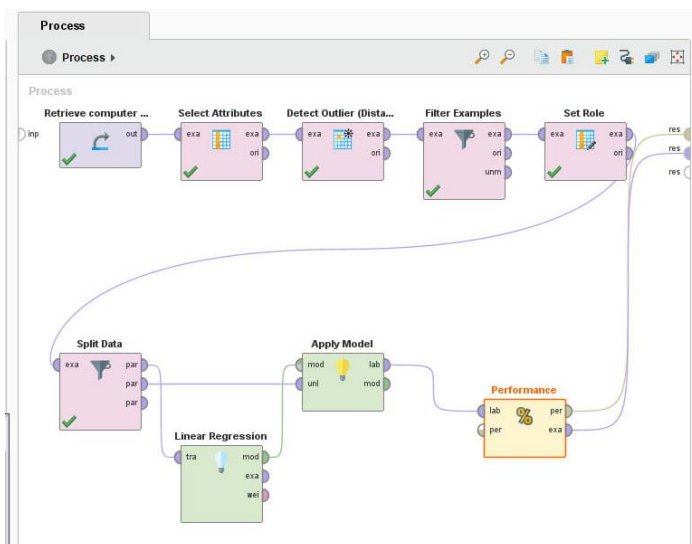 Process
Process
Process
Retrieve computer ...
inp
out
Select Attributes
exa
exa
ori
Detect Outlier (Dista...
exa
exa
ori
Filter Examples
exa
exa
ori
unm
Set Role
exa
exa
ori
res
res
res
Split Data
exa
par
par
par
Apply Model
mod
lab
unl
mod
Performance
lab
per
per
exa
%
Linear Regression
tra
mod
exa
wei